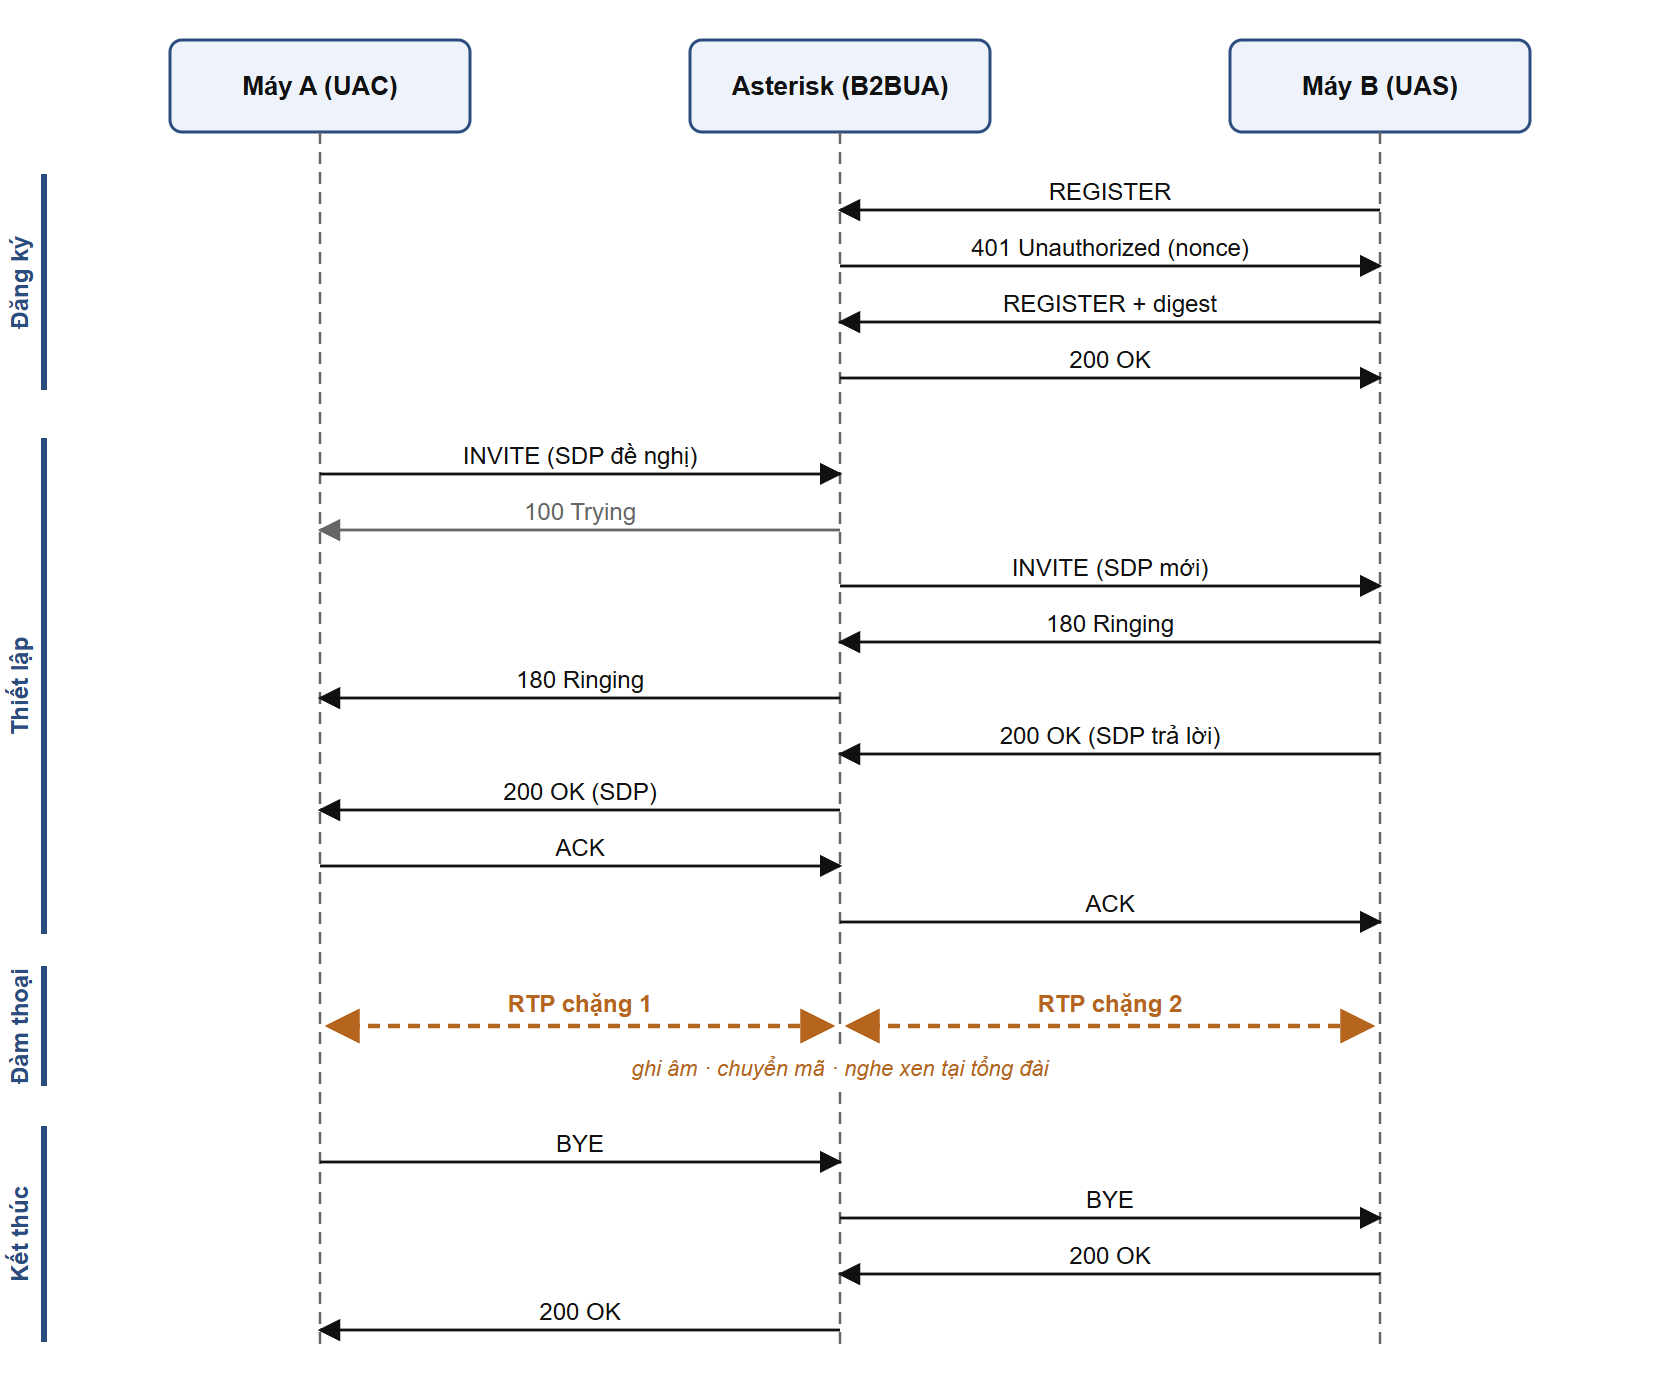 Máy A (UAC)
Asterisk (B2BUA)
Máy B (UAS)
Đăng ký
REGISTER
401 Unauthorized (nonce)
REGISTER + digest
200 OK
Thiết lập
INVITE (SDP đề nghị)
100 Trying
INVITE (SDP mới)
180 Ringing
180 Ringing
200 OK (SDP trả lời)
200 OK (SDP)
ACK
ACK
Đàm thoại
RTP chặng 1
RTP chặng 2
ghi âm · chuyển mã · nghe xen tại tổng đài
Kết thúc
BYE
BYE
200 OK
200 OK